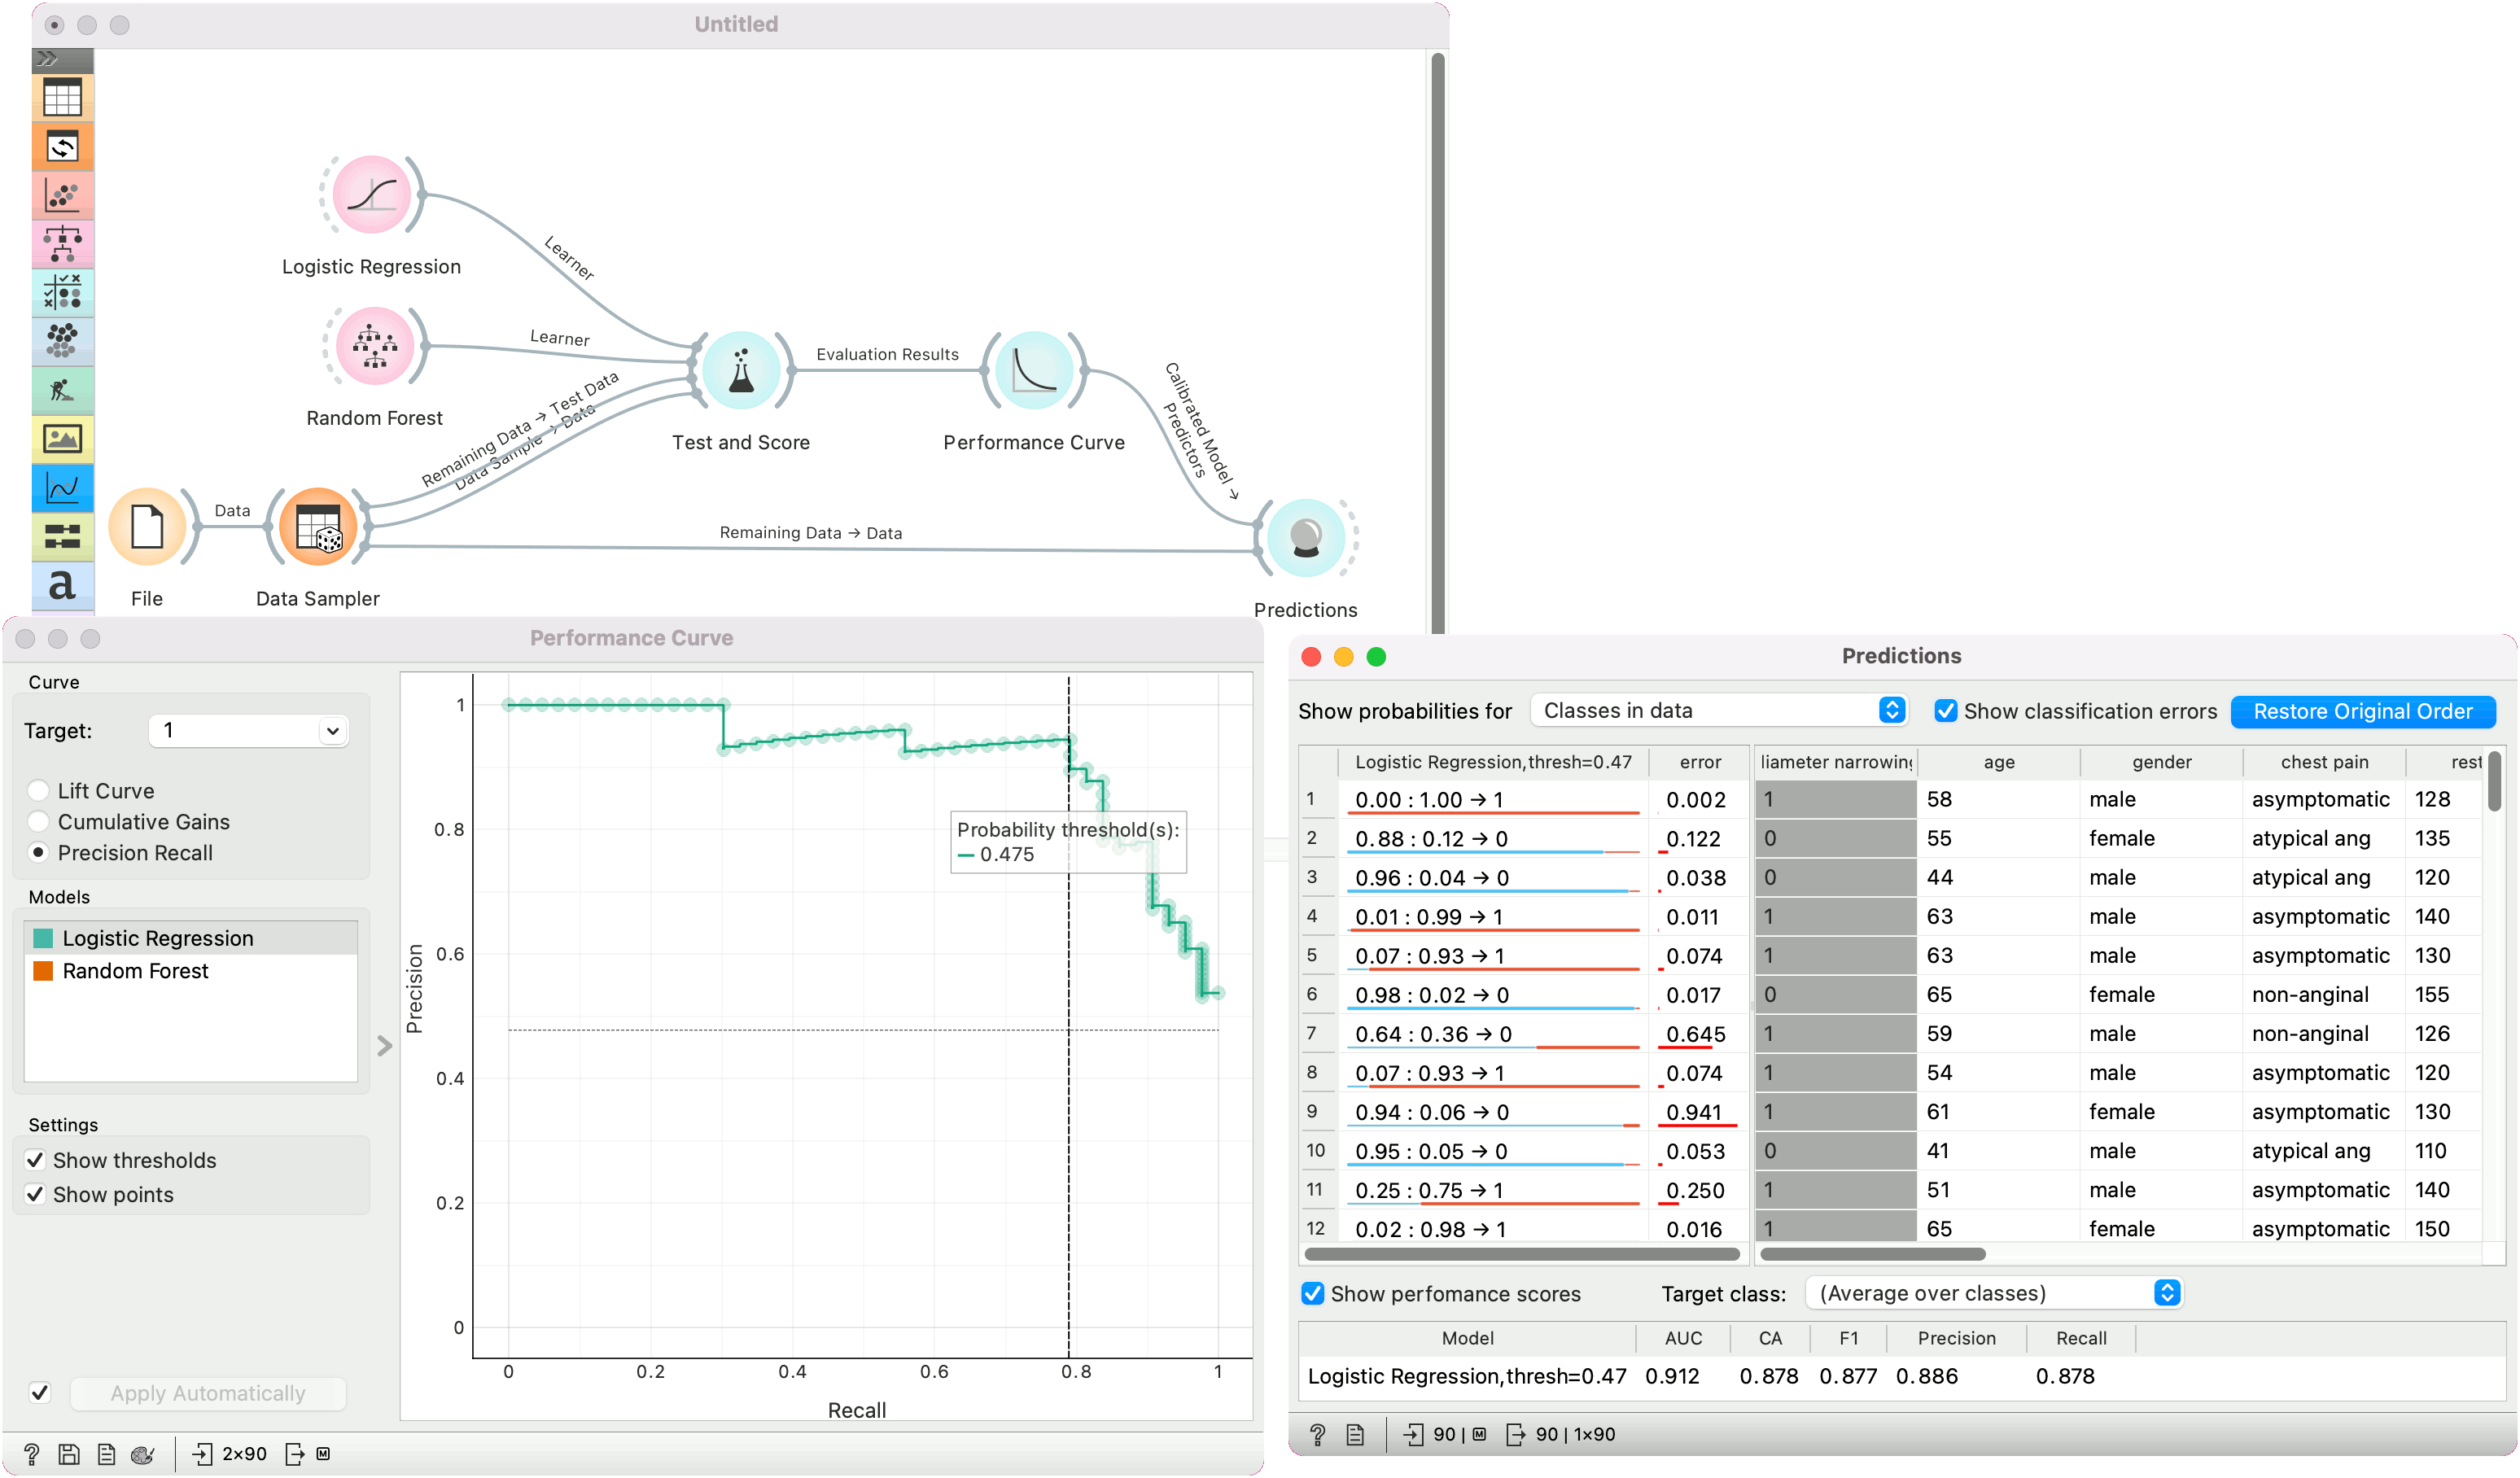 Untitled
Logistic Regression
Learner
Random Forest
Learner
Remaining Data → Test Data
Data Sample → Data
Test and Score
Evaluation Results
Performance Curve
Calibrated Model →
Predictors
File
Data
Data Sampler
Remaining Data → Data
Predictions
a
Performance Curve
Curve
Target: 1
Lift Curve
Cumulative Gains
Precision Recall
Models
Logistic Regression
Random Forest
Settings
Show thresholds
Show points
Apply Automatically
? 2×90 M
Precision
1
0.8
0.6
0.4
0.2
0
Probability threshold(s):
0.475
0 0.2 0.4 0.6 0.8 1
Recall
Predictions
Show probabilities for Classes in data Show classification errors Restore Original Order
Logistic Regression,thresh=0.47 error liameter narrowing age gender chest pain rest
1 0.00 : 1.00 → 1 0.002 1 58 male asymptomatic 128
2 0.88 : 0.12 → 0 0.122 0 55 female atypical ang 135
3 0.96 : 0.04 → 0 0.038 0 44 male atypical ang 120
4 0.01 : 0.99 → 1 0.011 1 63 male asymptomatic 140
5 0.07 : 0.93 → 1 0.074 1 63 male asymptomatic 130
6 0.98 : 0.02 → 0 0.017 0 65 female non-anginal 155
7 0.64 : 0.36 → 0 0.645 1 59 male non-anginal 126
8 0.07 : 0.93 → 1 0.074 1 54 male asymptomatic 120
9 0.94 : 0.06 → 0 0.941 1 61 female asymptomatic 130
10 0.95 : 0.05 → 0 0.053 0 41 male atypical ang 110
11 0.25 : 0.75 → 1 0.250 1 51 male asymptomatic 140
12 0.02 : 0.98 → 1 0.016 1 65 female asymptomatic 150
Show perfomance scores Target class: (Average over classes)
Model AUC CA F1 Precision Recall
Logistic Regression,thresh=0.47 0.912 0.878 0.877 0.886 0.878
? 90 | M 90 | 1×90